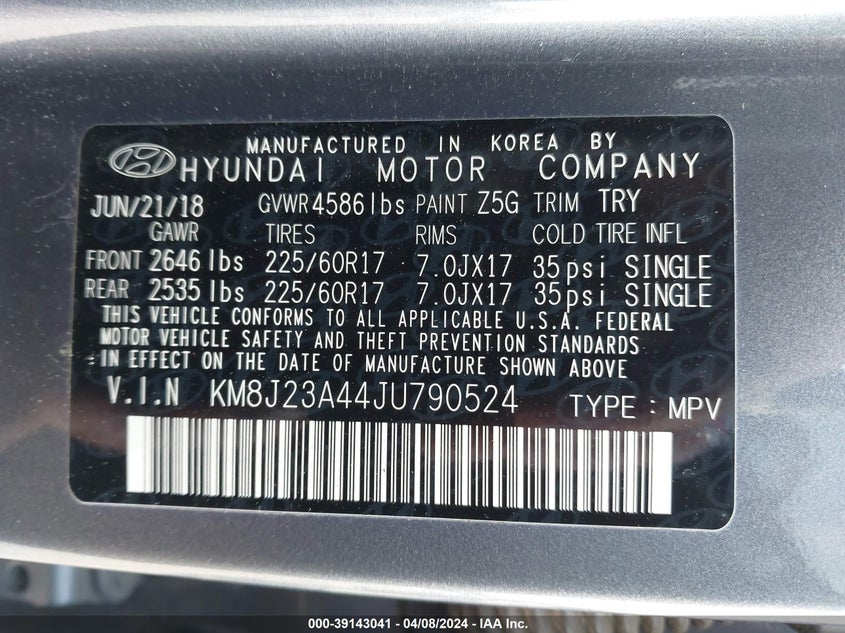 MANUFACTURED IN KOREA BY
HYUNDAI MOTOR COMPANY
JUN/21/18 GVWR 4586 lbs PAINT Z5G TRIM TRY
GAWR TIRES RIMS COLD TIRE INFL
FRONT 2646 lbs 225/60R17 7.0JX17 35psi SINGLE
REAR 2535 lbs 225/60R17 7.0JX17 35psi SINGLE
THIS VEHICLE CONFORMS TO ALL APPLICABLE U.S.A. FEDERAL
MOTOR VEHICLE SAFETY AND THEFT PREVENTION STANDARDS
IN EFFECT ON THE DATE OF MANUFACTURE SHOWN ABOVE
V.I.N KM8J23A44JU790524 TYPE : MPV
000-39143041 - 04/08/2024 - IAA Inc.